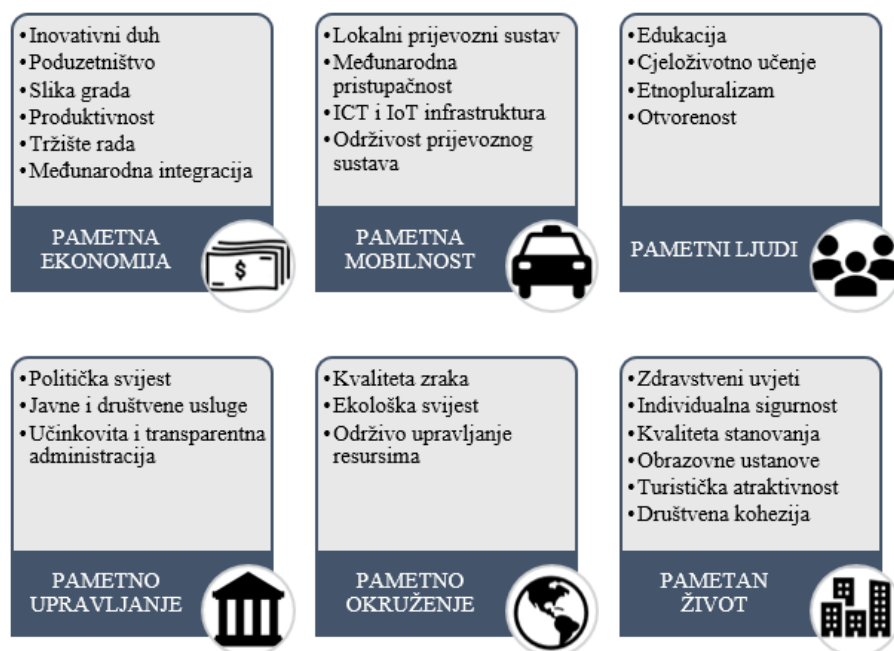 •Inovativni duh
•Poduzetništvo
•Slika grada
•Produktivnost
•Tržište rada
•Međunarodna integracija
PAMETNA
EKONOMIJA
$
•Lokalni prijevozni sustav
•Međunarodna
pristupačnost
•ICT i IoT infrastruktura
•Održivost prijevoznog
sustava
PAMETNA
MOBILNOST
•Edukacija
•Cjeloživotno učenje
•Etnopluralizam
•Otvorenost
PAMETNI LJUDI
•Politička svijest
•Javne i društvene usluge
•Učinkovita i transparentna
administracija
PAMETNO
UPRAVLJANJE
•Kvaliteta zraka
•Ekološka svijest
•Održivo upravljanje
resursima
PAMETNO
OKRUŽENJE
•Zdravstveni uvjeti
•Individualna sigurnost
•Kvaliteta stanovanja
•Obrazovne ustanove
•Turistička atraktivnost
•Društvena kohezija
PAMETAN
ŽIVOT